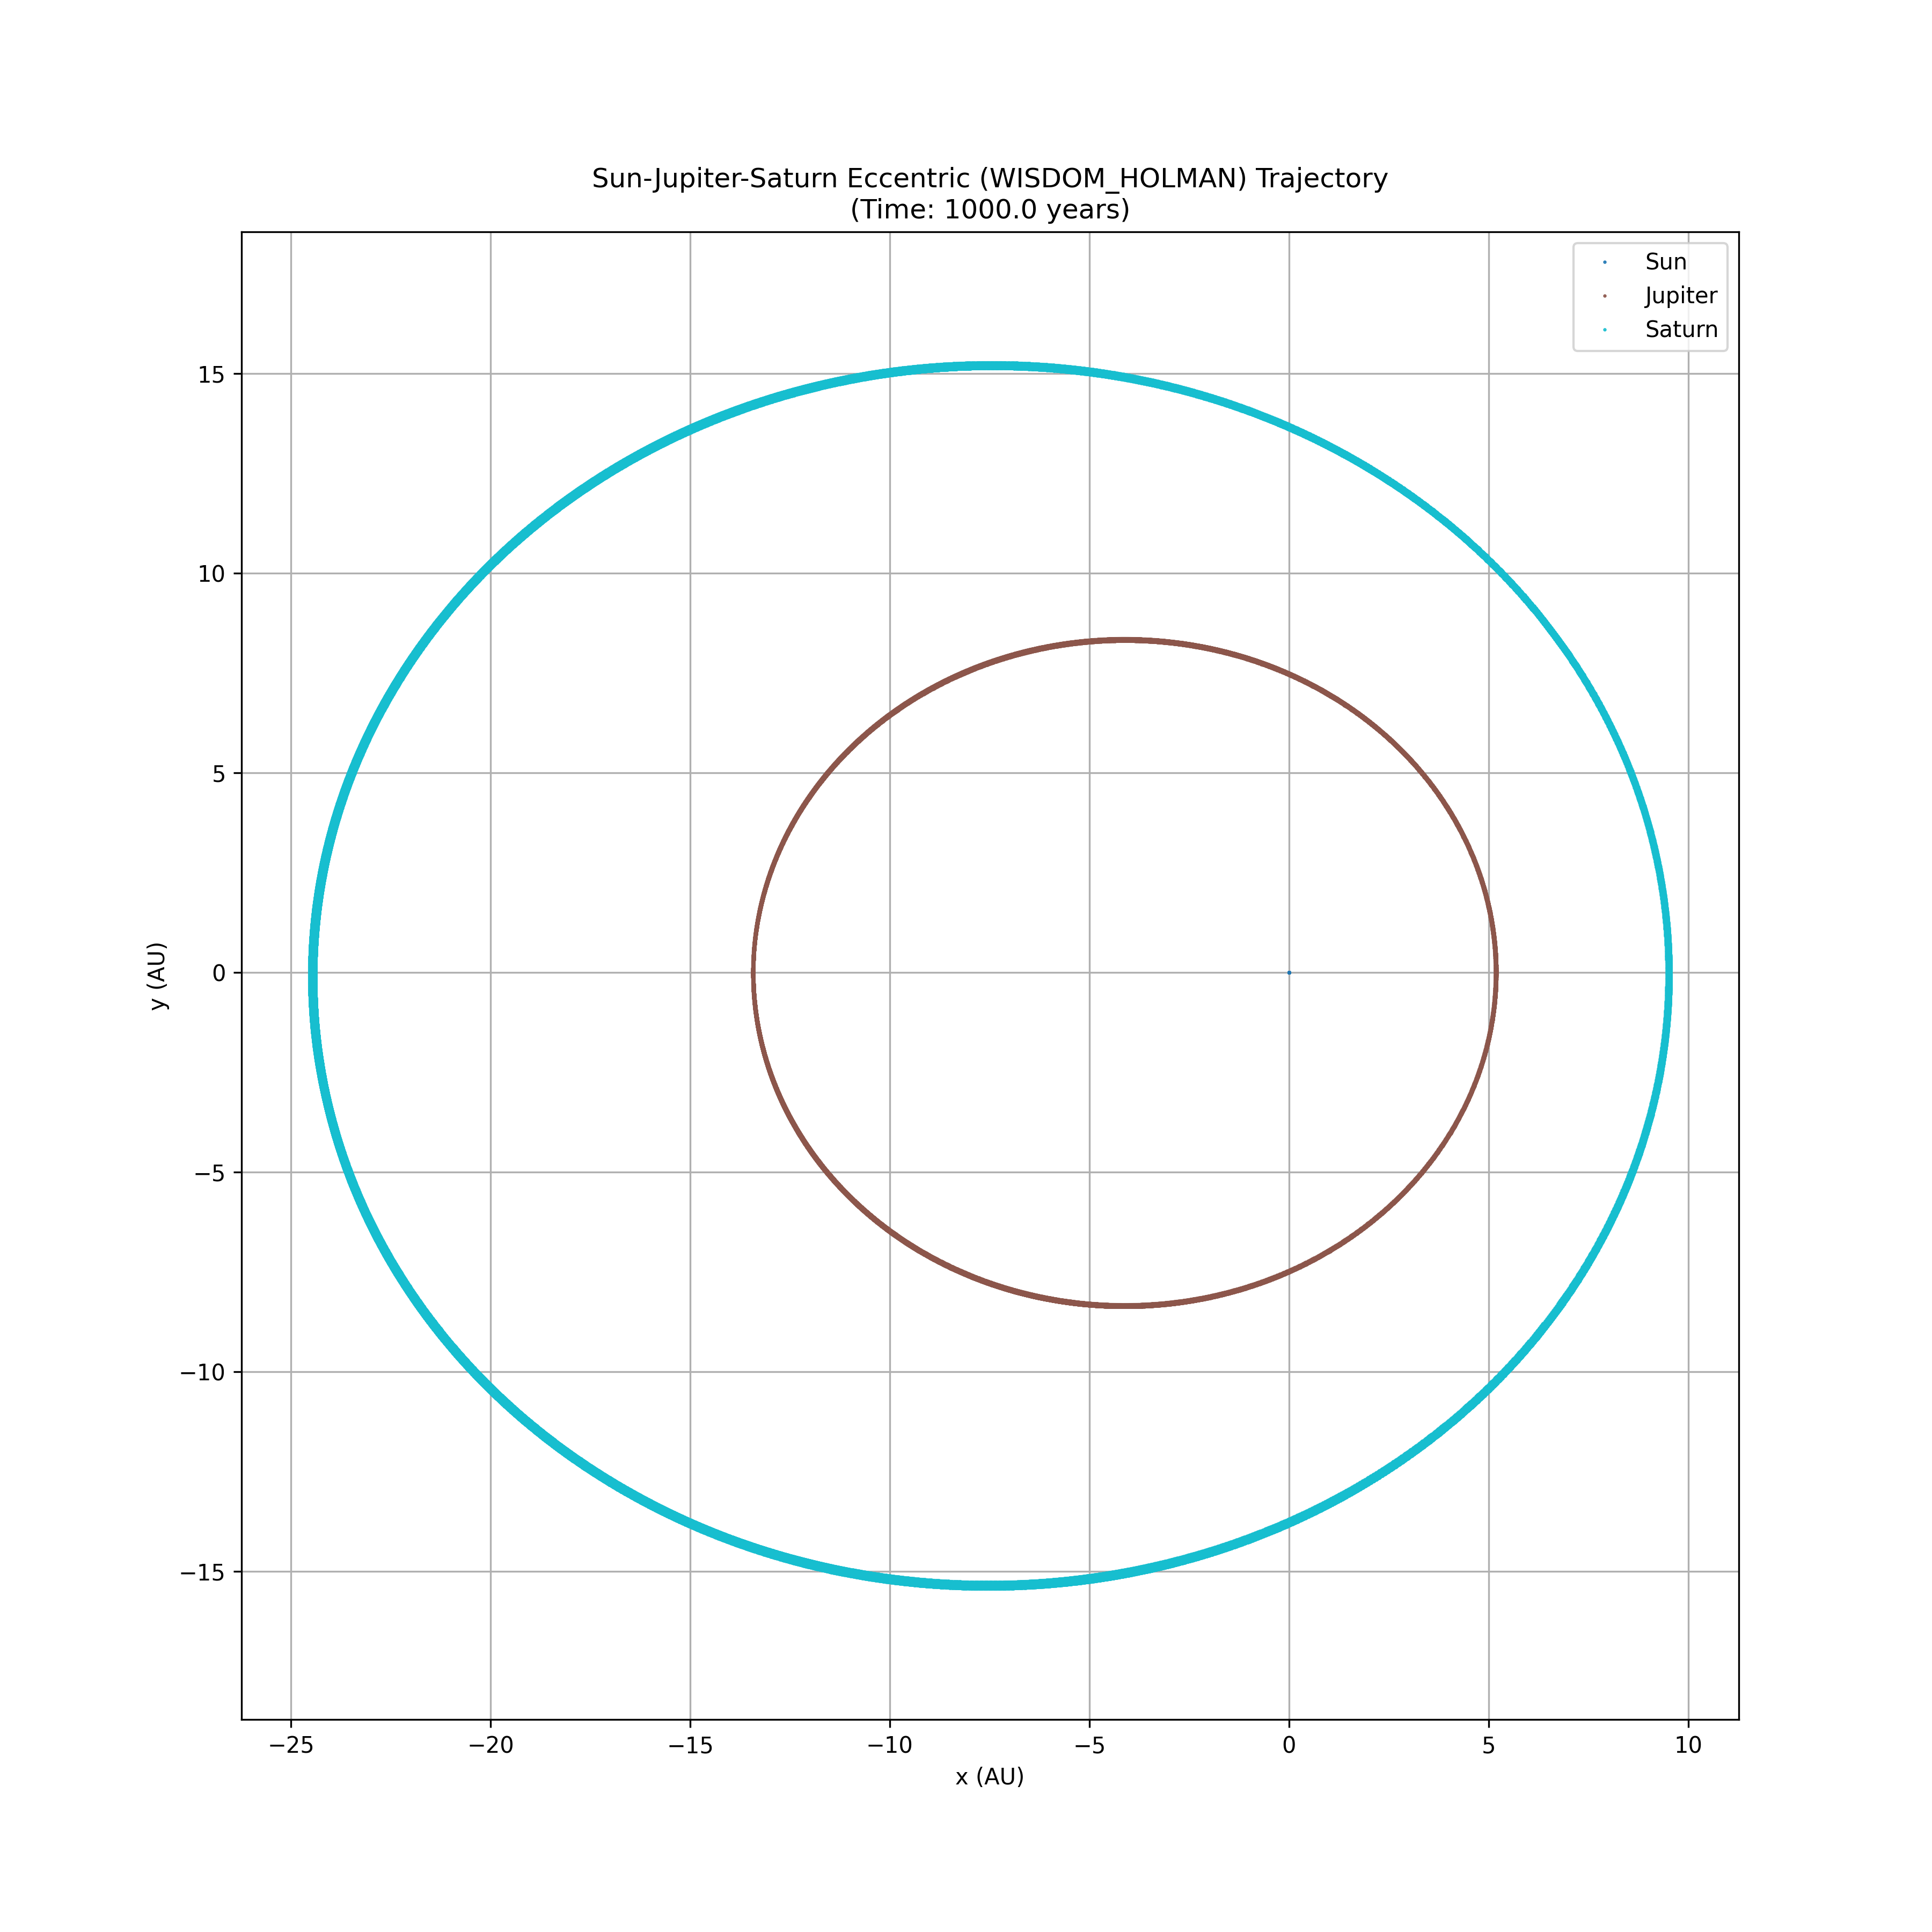 Sun-Jupiter-Saturn Eccentric (WISDOM_HOLMAN) Trajectory
(Time: 1000.0 years)
Sun
Jupiter
Saturn
15
10
5
0
−5
−10
−15
y (AU)
−25 −20 −15 −10 −5 0 5 10
x (AU)